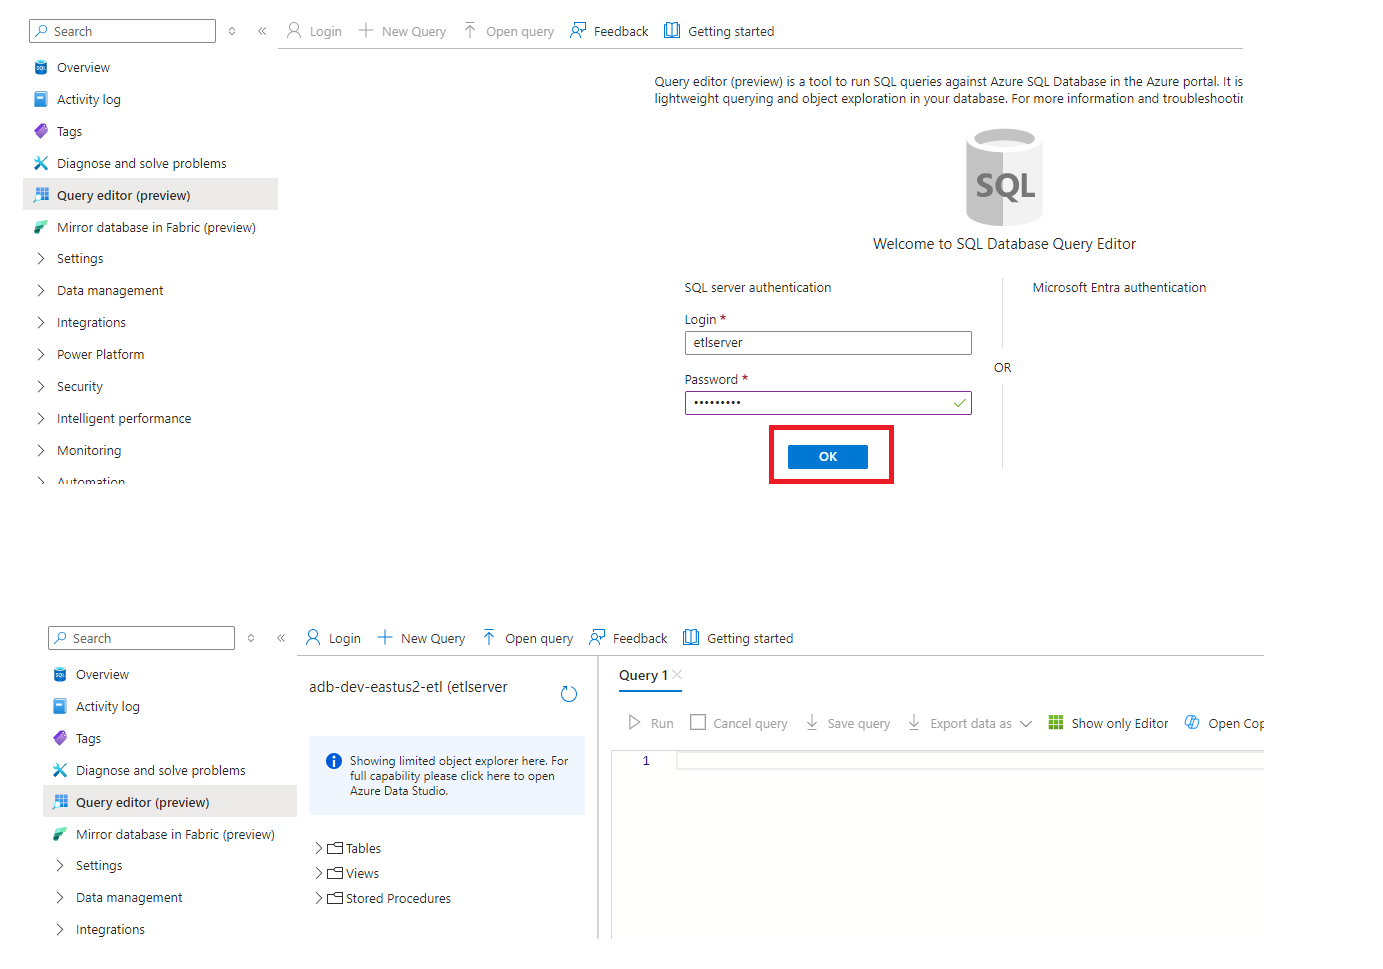 Search
Login
New Query
Open query
Feedback
Getting started
Overview
Activity log
Tags
Diagnose and solve problems
Query editor (preview)
Mirror database in Fabric (preview)
Settings
Data management
Integrations
Power Platform
Security
Intelligent performance
Monitoring
Automation
Query editor (preview) is a tool to run SQL queries against Azure SQL Database in the Azure portal. It is
lightweight querying and object exploration in your database. For more information and troubleshootin
SQL
Welcome to SQL Database Query Editor
SQL server authentication
Login *
etlserver
Password *
•••••••••
OK
OR
Microsoft Entra authentication
Search
Login
New Query
Open query
Feedback
Getting started
Overview
Activity log
Tags
Diagnose and solve problems
Query editor (preview)
Mirror database in Fabric (preview)
Settings
Data management
Integrations
adb-dev-eastus2-etl (etlserver
Showing limited object explorer here. For
full capability please click here to open
Azure Data Studio.
Tables
Views
Stored Procedures
Query 1
Run
Cancel query
Save query
Export data as
Show only Editor
Open Cop
1